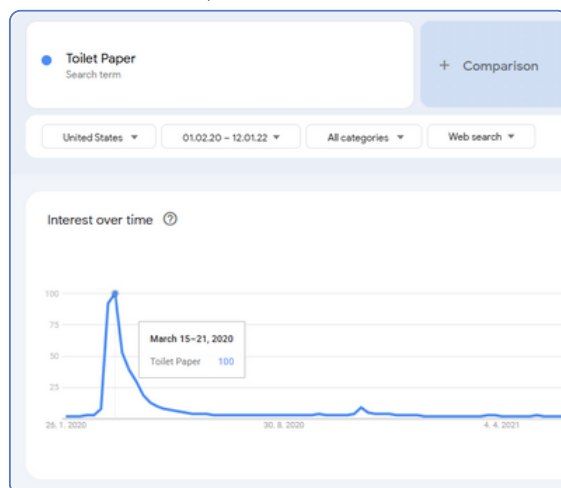 Toilet Paper
Search term
+ Comparison
United States
01.02.20 – 12.01.22
All categories
Web search
Interest over time
100
75
50
25
March 15–21, 2020
Toilet Paper 100
26. 1. 2020
30. 8. 2020
4. 4. 2021